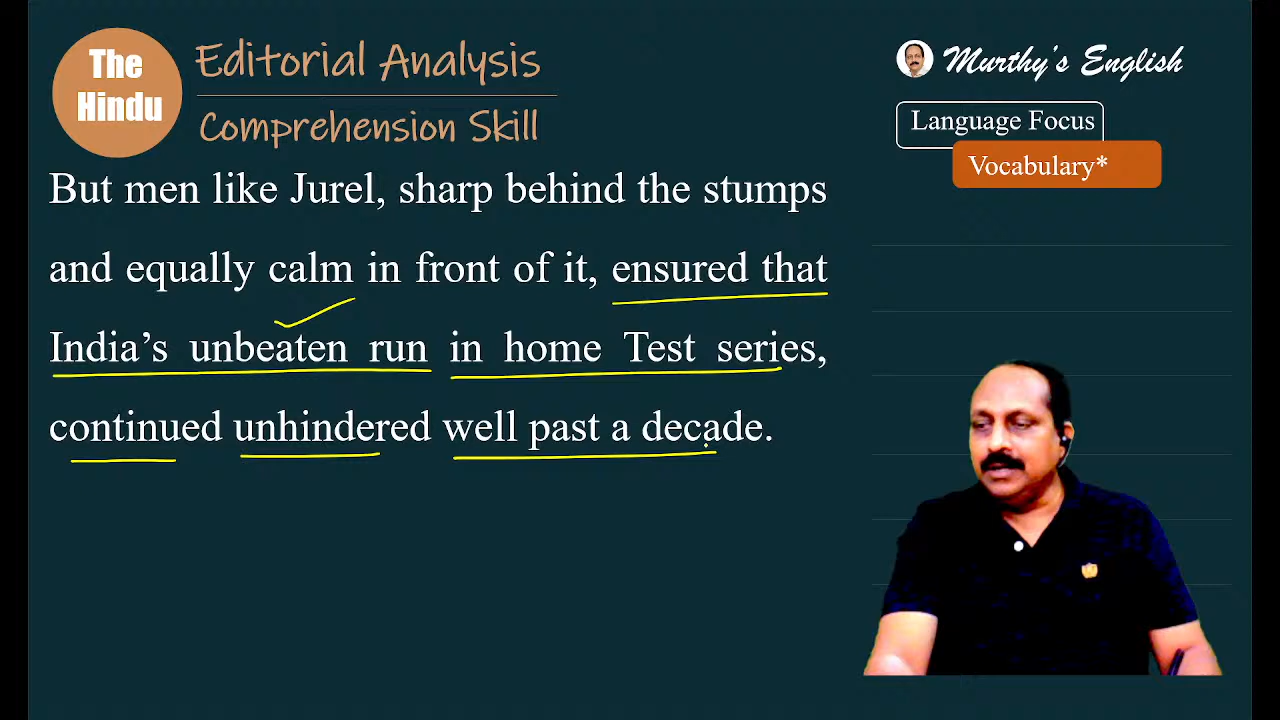 The
Hindu
Editorial Analysis
Comprehension Skill
Murthy's English
Language Focus
Vocabulary*
But men like Jurel, sharp behind the stumps
and equally calm in front of it, ensured that
India’s unbeaten run in home Test series,
continued unhindered well past a decade.